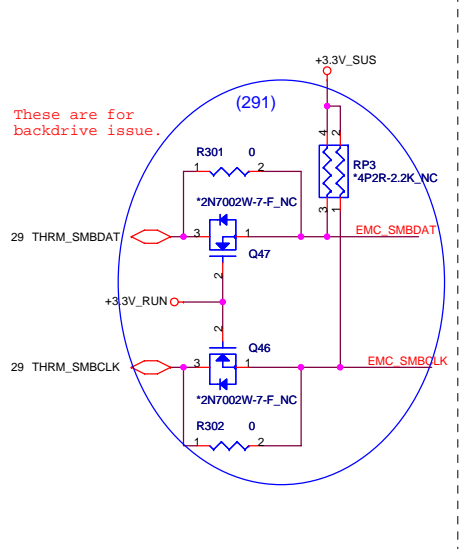 +3.3V_SUS
(291)
These are for
backdrive issue.
R301 0
1 2
4 2
RP3
*4P2R-2.2K_NC
3 1
*2N7002W-7-F_NC
29 THRM_SMBDAT
3 1
EMC_SMBDAT
Q47
2
+3.3V_RUN
2
Q46
29 THRM_SMBCLK
3 1
EMC_SMBCLK
*2N7002W-7-F_NC
R302 0
1 2